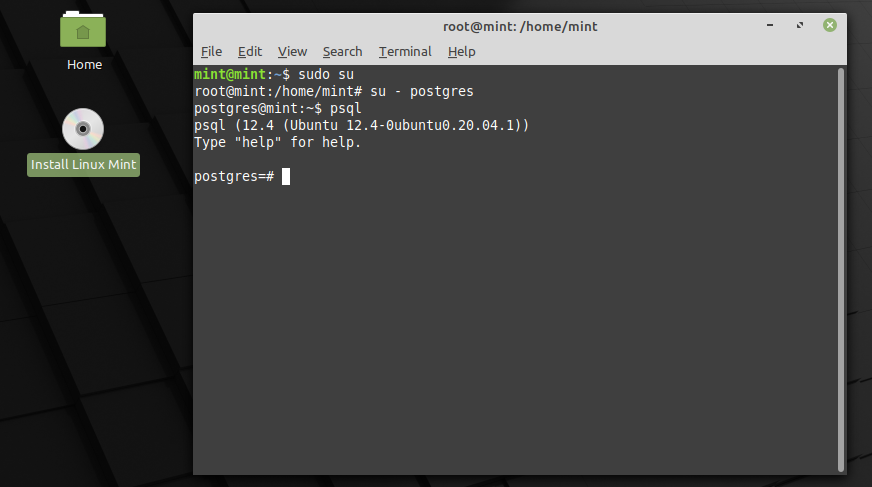 Home
Install Linux Mint
root@mint: /home/mint
File Edit View Search Terminal Help
mint@mint:~$ sudo su
root@mint:/home/mint# su - postgres
postgres@mint:~$ psql
psql (12.4 (Ubuntu 12.4-0ubuntu0.20.04.1))
Type "help" for help.
postgres=#